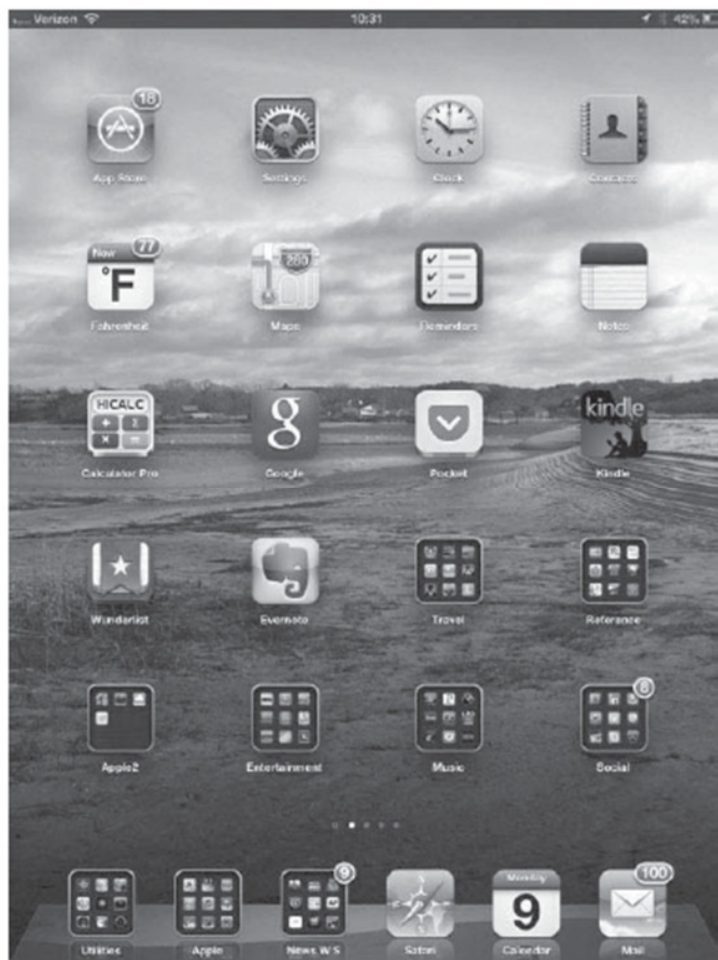 Verizon 10:31 42%
18
App Store Settings Clock Contacts
Now 77 280
°F
Fahrenheit Maps Reminders Notes
HICALC g kindle
+ Σ
× =
Calculator Pro Google Pocket Kindle
Wunderlist Evernote Travel Reference
8
Apple2 Entertainment Music Social
9 Monday 100
9
Utilities Apple News W S Safari Calendar Mail